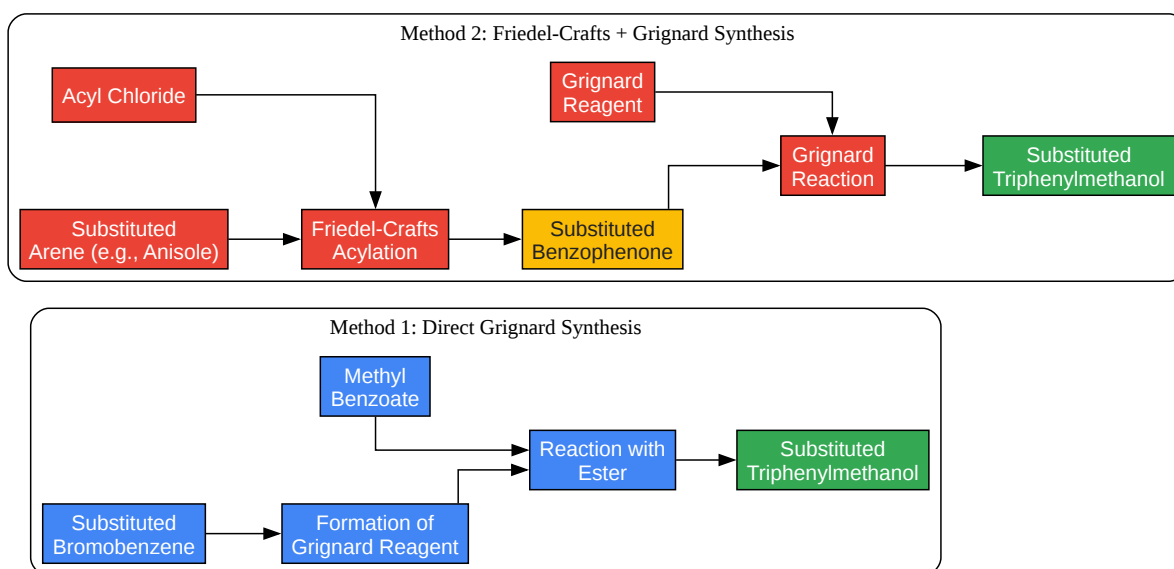 Method 2: Friedel-Crafts + Grignard Synthesis
Acyl Chloride
Grignard
Reagent
Grignard
Reaction
Substituted
Triphenylmethanol
Substituted
Arene (e.g., Anisole)
Friedel-Crafts
Acylation
Substituted
Benzophenone
Method 1: Direct Grignard Synthesis
Methyl
Benzoate
Reaction with
Ester
Substituted
Triphenylmethanol
Substituted
Bromobenzene
Formation of
Grignard Reagent